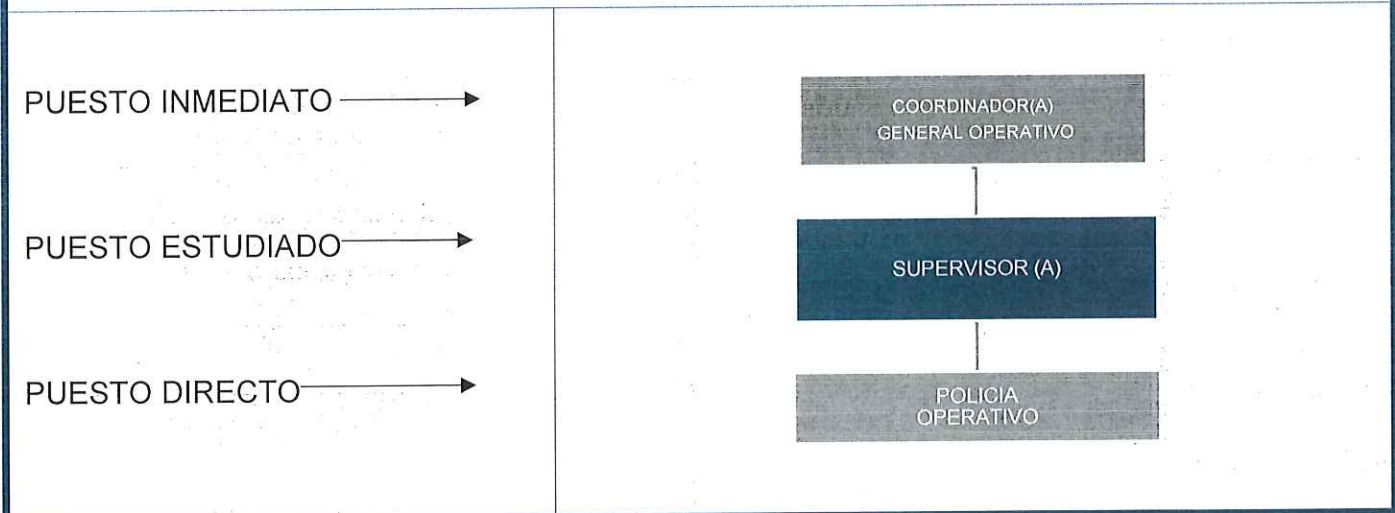 PUESTO INMEDIATO
COORDINADOR(A)
GENERAL OPERATIVO
PUESTO ESTUDIADO
SUPERVISOR (A)
PUESTO DIRECTO
POLICIA
OPERATIVO